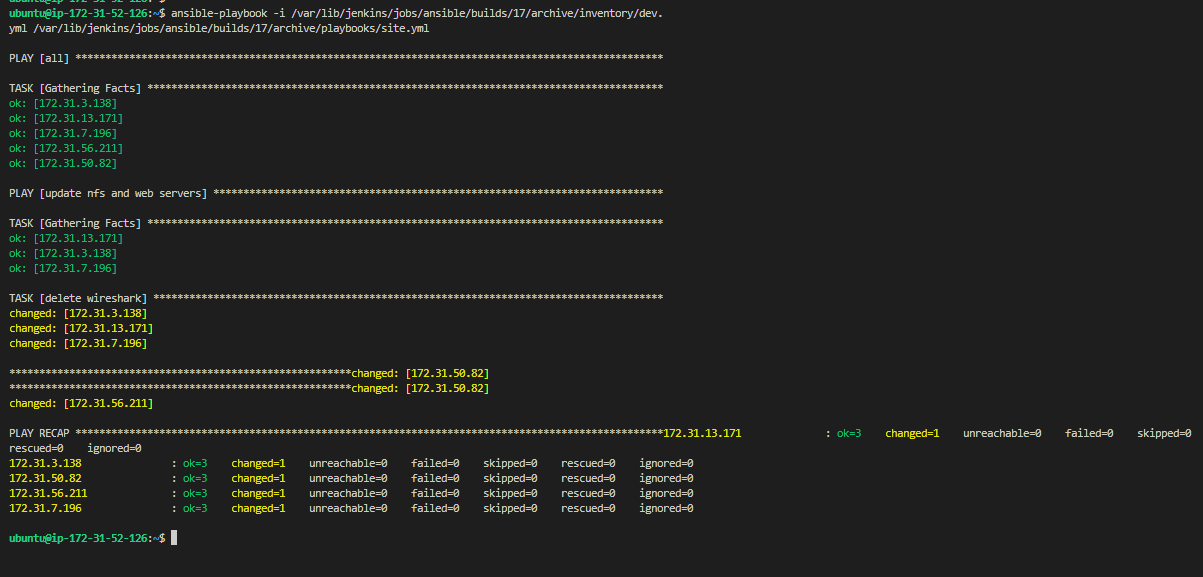 ubuntu@ip-172-31-52-126:~$ ansible-playbook -i /var/lib/jenkins/jobs/ansible/builds/17/archive/inventory/dev.
yml /var/lib/jenkins/jobs/ansible/builds/17/archive/playbooks/site.yml
PLAY [all] **************************************************************************************************
TASK [Gathering Facts] **************************************************************************************
ok: [172.31.3.138]
ok: [172.31.13.171]
ok: [172.31.7.196]
ok: [172.31.56.211]
ok: [172.31.50.82]
PLAY [update nfs and web servers] ***************************************************************************
TASK [Gathering Facts] **************************************************************************************
ok: [172.31.13.171]
ok: [172.31.3.138]
ok: [172.31.7.196]
TASK [delete wireshark] *************************************************************************************
changed: [172.31.3.138]
changed: [172.31.13.171]
changed: [172.31.7.196]
*********************************************************changed: [172.31.50.82]
*********************************************************changed: [172.31.50.82]
changed: [172.31.56.211]
PLAY RECAP **************************************************************************************************172.31.13.171              : ok=3    changed=1    unreachable=0    failed=0    skipped=0
rescued=0    ignored=0
172.31.3.138               : ok=3    changed=1    unreachable=0    failed=0    skipped=0    rescued=0    ignored=0
172.31.50.82               : ok=3    changed=1    unreachable=0    failed=0    skipped=0    rescued=0    ignored=0
172.31.56.211              : ok=3    changed=1    unreachable=0    failed=0    skipped=0    rescued=0    ignored=0
172.31.7.196               : ok=3    changed=1    unreachable=0    failed=0    skipped=0    rescued=0    ignored=0
ubuntu@ip-172-31-52-126:~$